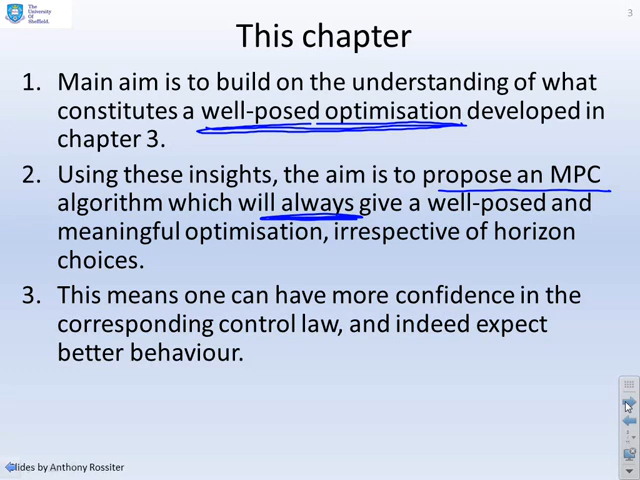 The
University
Of
Sheffield.
3
This chapter
1. Main aim is to build on the understanding of what
constitutes a well-posed optimisation developed in
chapter 3.
2. Using these insights, the aim is to propose an MPC
algorithm which will always give a well-posed and
meaningful optimisation, irrespective of horizon
choices.
3. This means one can have more confidence in the
corresponding control law, and indeed expect
better behaviour.
lides by Anthony Rossiter